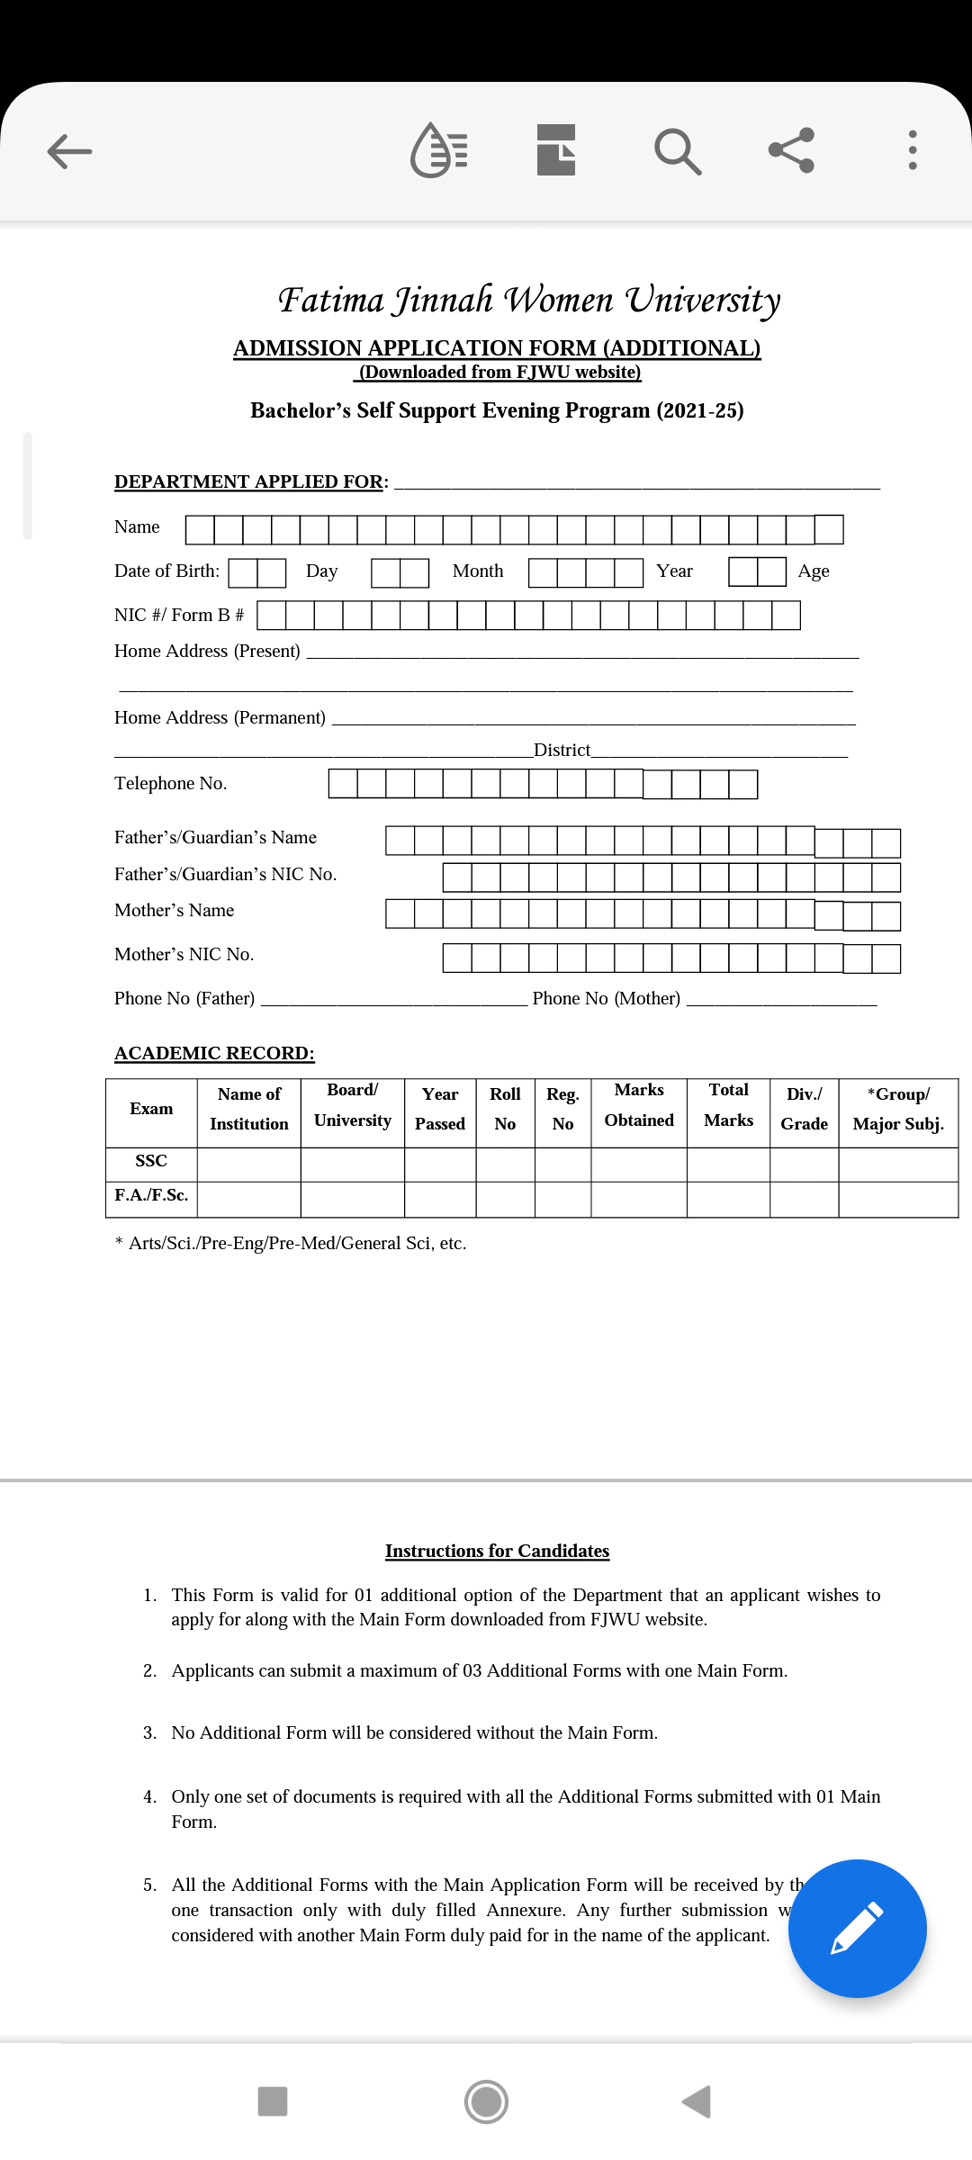 Fatima Jinnah Women University
ADMISSION APPLICATION FORM (ADDITIONAL)
(Downloaded from FJWU website)
Bachelor's Self Support Evening Program (2021-25)
DEPARTMENT APPLIED FOR: ____________________
Name
Date of Birth: Day Month Year Age
NIC #/ Form B #
Home Address (Present) ____________________
____________________
Home Address (Permanent) ____________________
____________________District____________________
Telephone No.
Father's/Guardian's Name
Father's/Guardian's NIC No.
Mother's Name
Mother's NIC No.
Phone No (Father) ____________________ Phone No (Mother) ____________________
ACADEMIC RECORD:
Exam Name of Institution Board/ University Year Passed Roll No Reg. No Marks Obtained Total Marks Div./ Grade *Group/ Major Subj.
SSC
F.A./F.Sc.
* Arts/Sci./Pre-Eng/Pre-Med/General Sci, etc.
Instructions for Candidates
1. This Form is valid for 01 additional option of the Department that an applicant wishes to
apply for along with the Main Form downloaded from FJWU website.
2. Applicants can submit a maximum of 03 Additional Forms with one Main Form.
3. No Additional Form will be considered without the Main Form.
4. Only one set of documents is required with all the Additional Forms submitted with 01 Main
Form.
5. All the Additional Forms with the Main Application Form will be received by
one transaction only with duly filled Annexure. Any further submission
considered with another Main Form duly paid for in the name of the applicant.